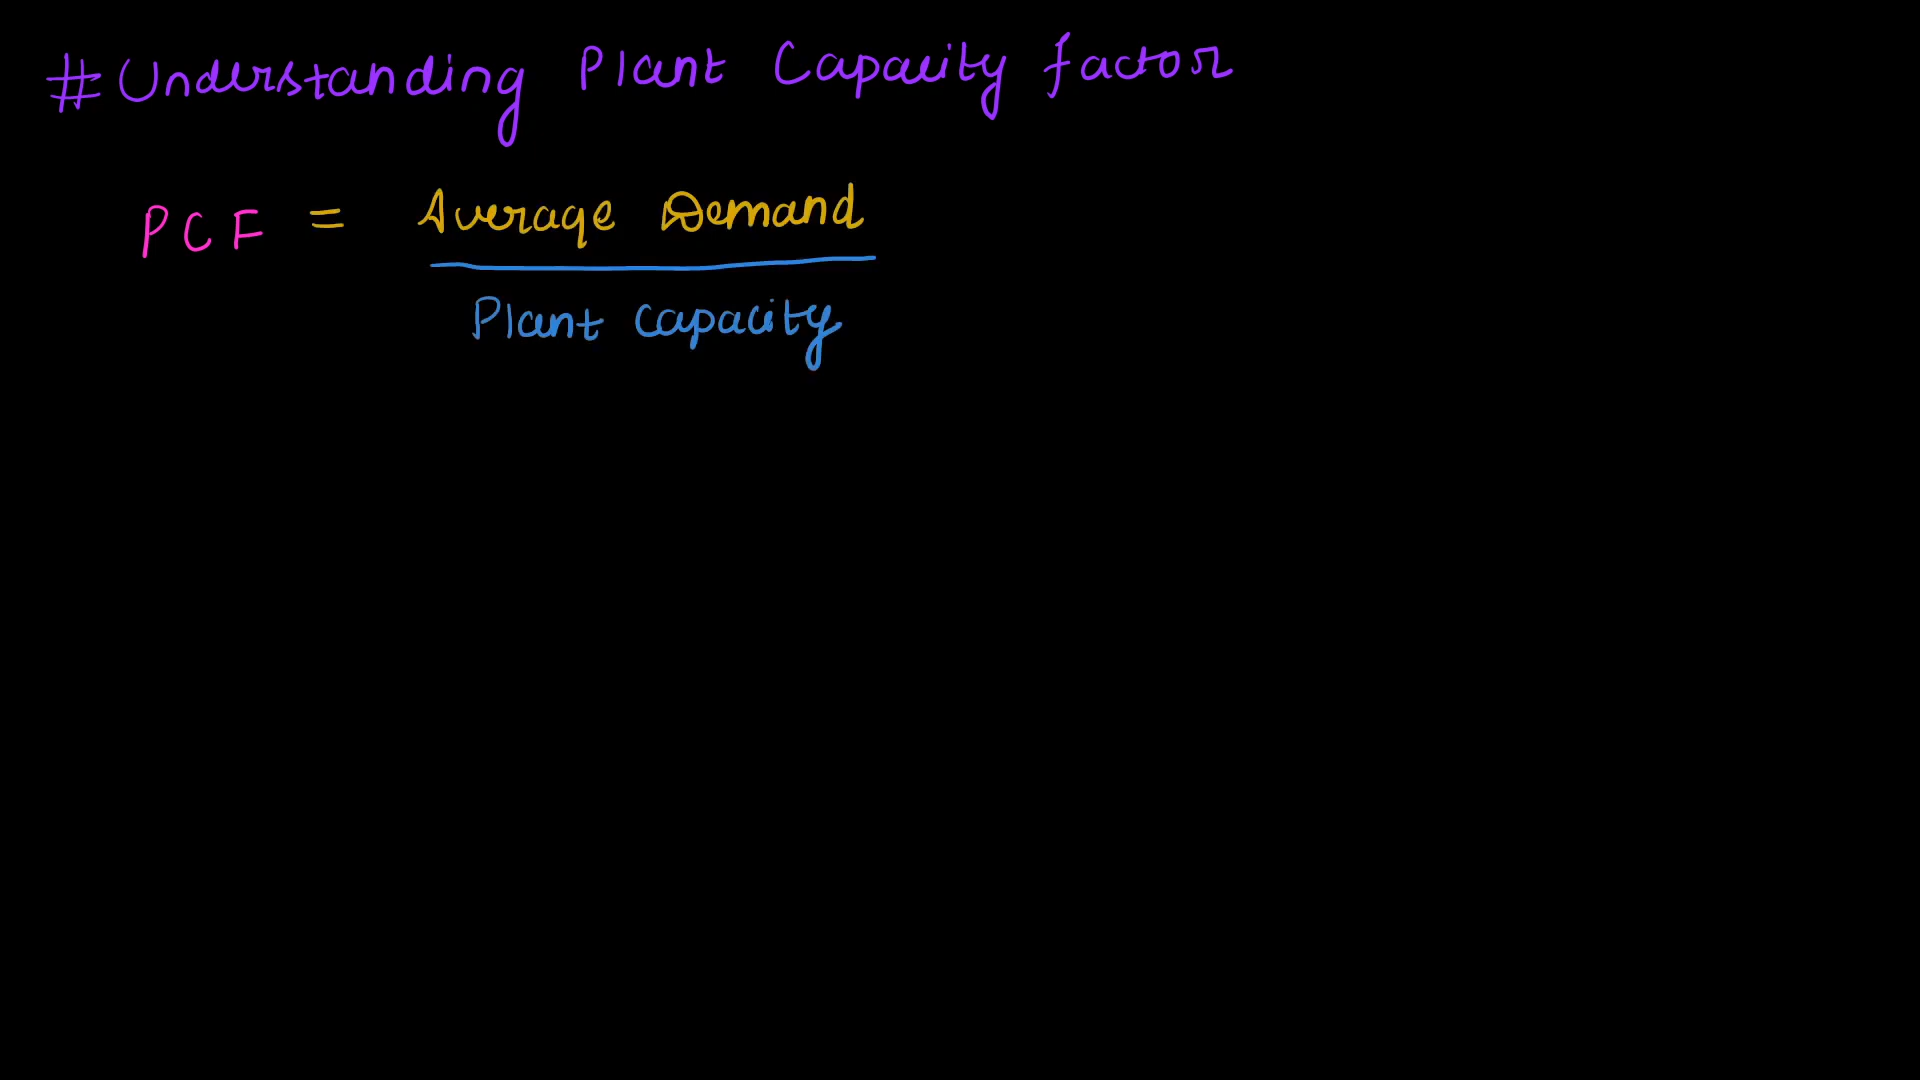 # Understanding Plant Capacity factor
PCF = Average Demand
Plant Capacity